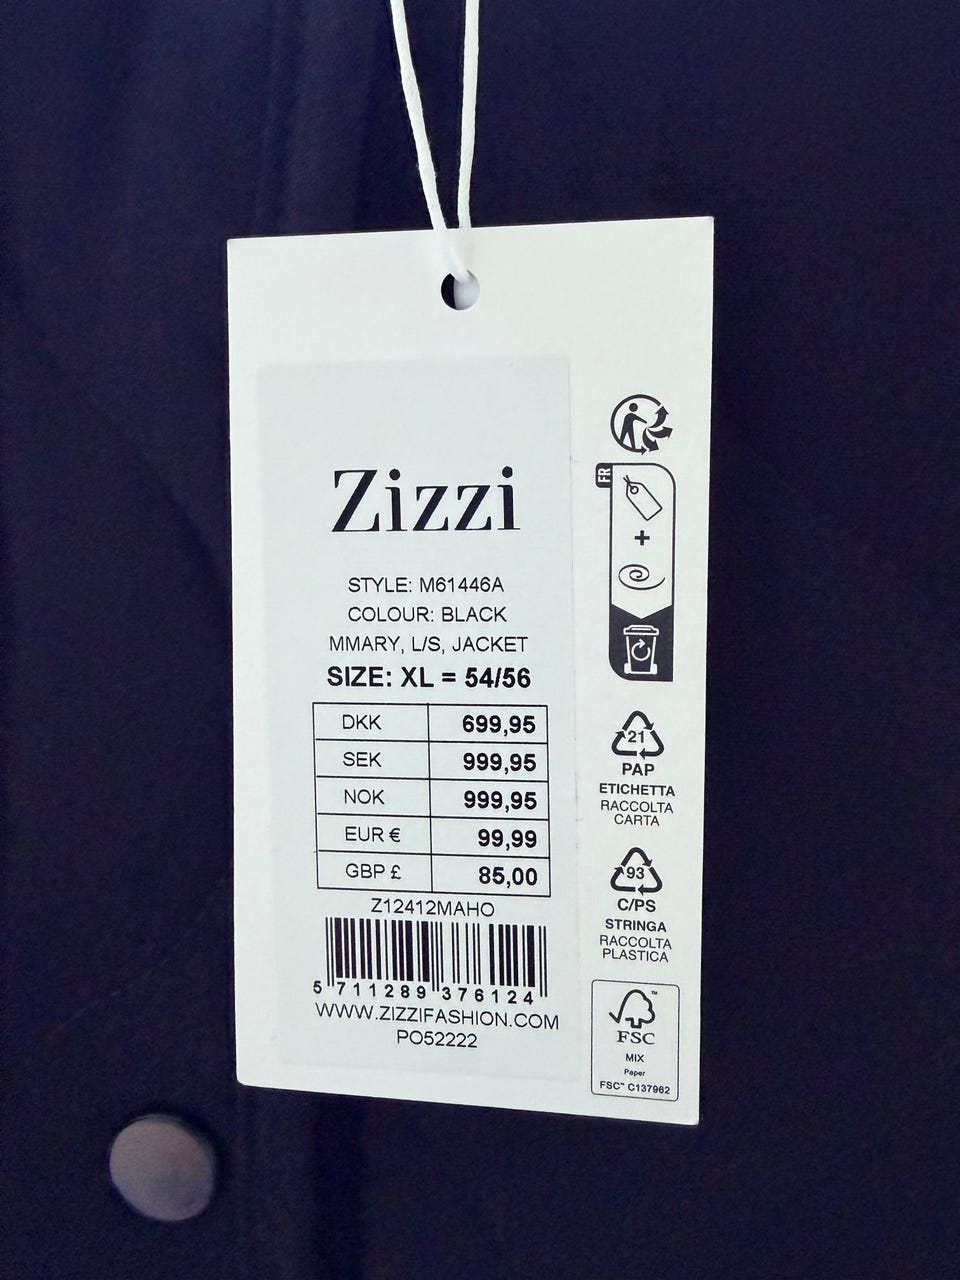 Zizzi
STYLE: M61446A
COLOUR: BLACK
MMARY, L/S, JACKET
SIZE: XL = 54/56
DKK 699,95
SEK 999,95
NOK 999,95
EUR € 99,99
GBP £ 85,00
Z12412MAHO
5 711289 376124
WWW.ZIZZIFASHION.COM
PO52222
FR
+
21
PAP
ETICHETTA
RACCOLTA
CARTA
93
C/PS
STRINGA
RACCOLTA
PLASTICA
™
FSC
MIX
Paper
FSC™ C137962